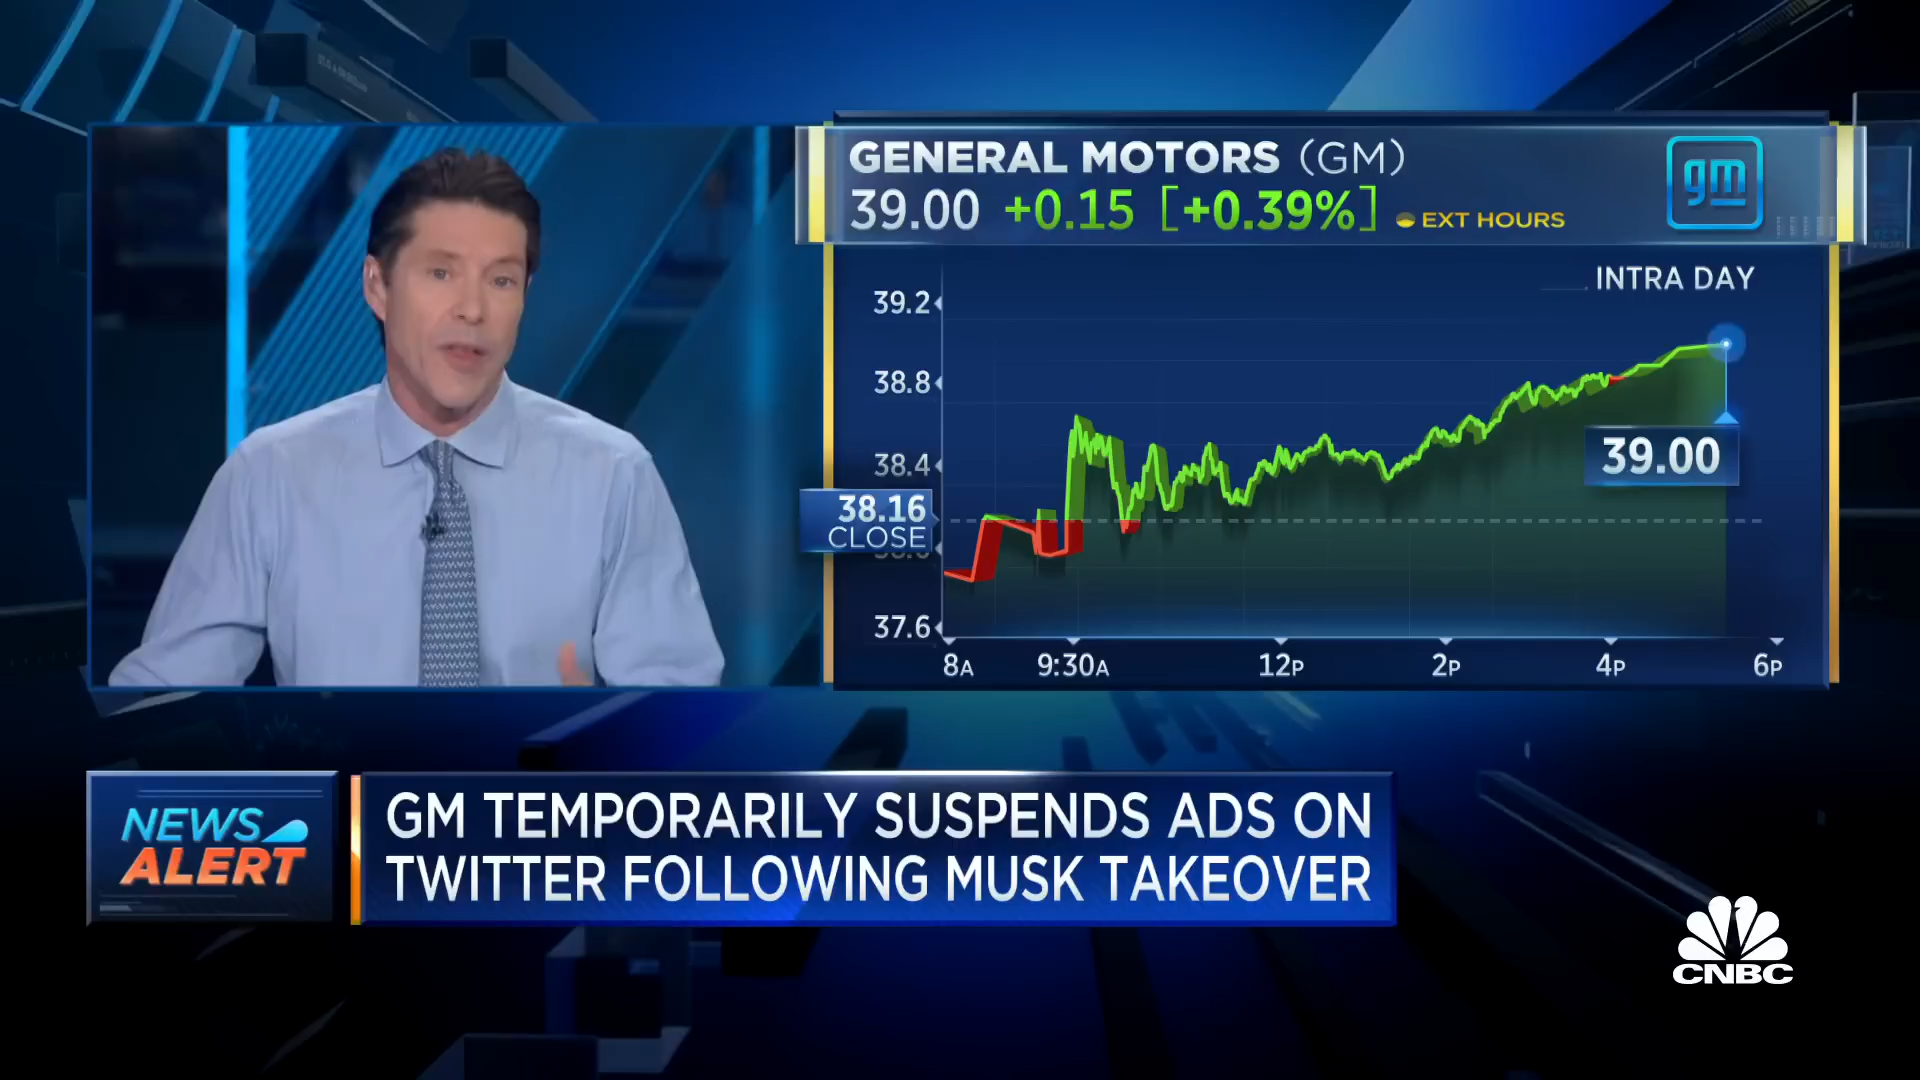 GENERAL MOTORS (GM)
39.00 +0.15 [+0.39%] EXT HOURS
gm
INTRA DAY
39.2
38.8
38.4
38.16
CLOSE
37.6
39.00
8A 9:30A 12P 2P 4P 6P
NEWS
ALERT
GM TEMPORARILY SUSPENDS ADS ON
TWITTER FOLLOWING MUSK TAKEOVER
CNBC